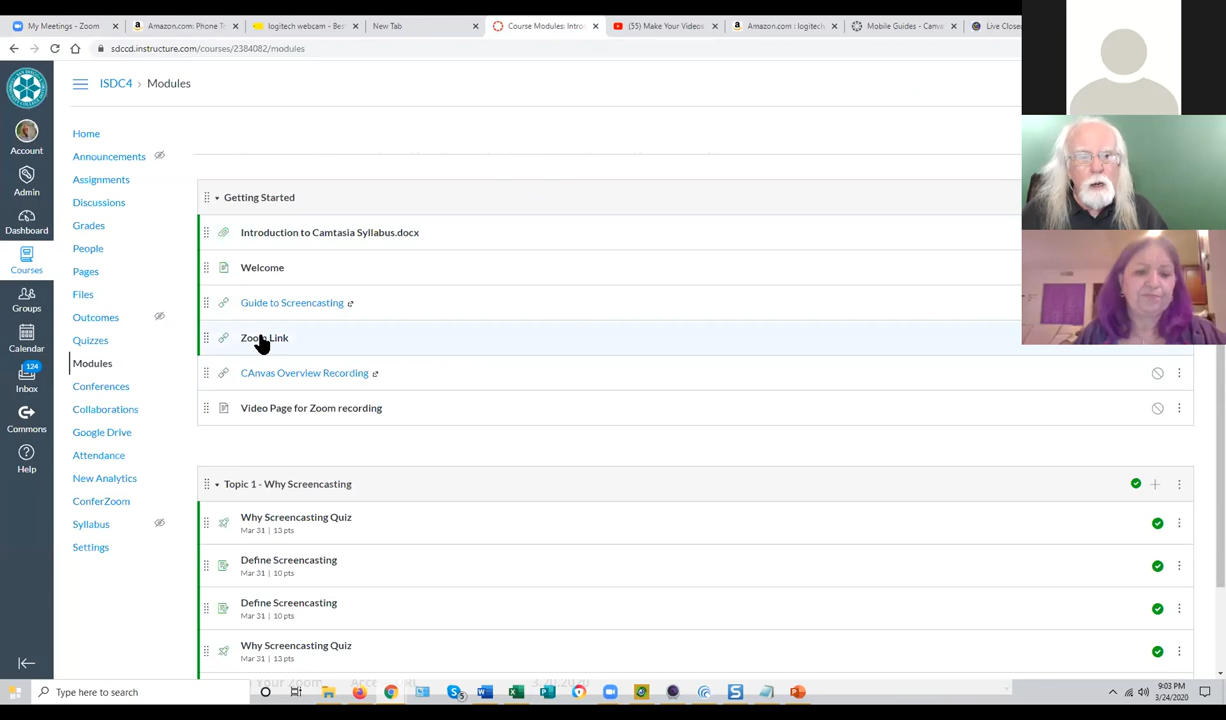 My Meetings - Zoom
Amazon.com: Phone T
logitech webcam - Bes
New Tab
Course Modules: Intro
(55) Make Your Videos
Amazon.com : logitech
Mobile Guides - Canva
Live Close
sdccd.instructure.com/courses/2384082/modules
ISDC4 › Modules
Account
Admin
Dashboard
Courses
Groups
Calendar
124
Inbox
Commons
Help
Home
Announcements
Assignments
Discussions
Grades
People
Pages
Files
Outcomes
Quizzes
Modules
Conferences
Collaborations
Google Drive
Attendance
New Analytics
ConferZoom
Syllabus
Settings
Getting Started
Introduction to Camtasia Syllabus.docx
Welcome
Guide to Screencasting
Zoom Link
CAnvas Overview Recording
Video Page for Zoom recording
Topic 1 - Why Screencasting
Why Screencasting Quiz
Mar 31 | 13 pts
Define Screencasting
Mar 31 | 10 pts
Define Screencasting
Mar 31 | 10 pts
Why Screencasting Quiz
Mar 31 | 13 pts
Your Zoom
Type here to search
9:03 PM
3/24/2020